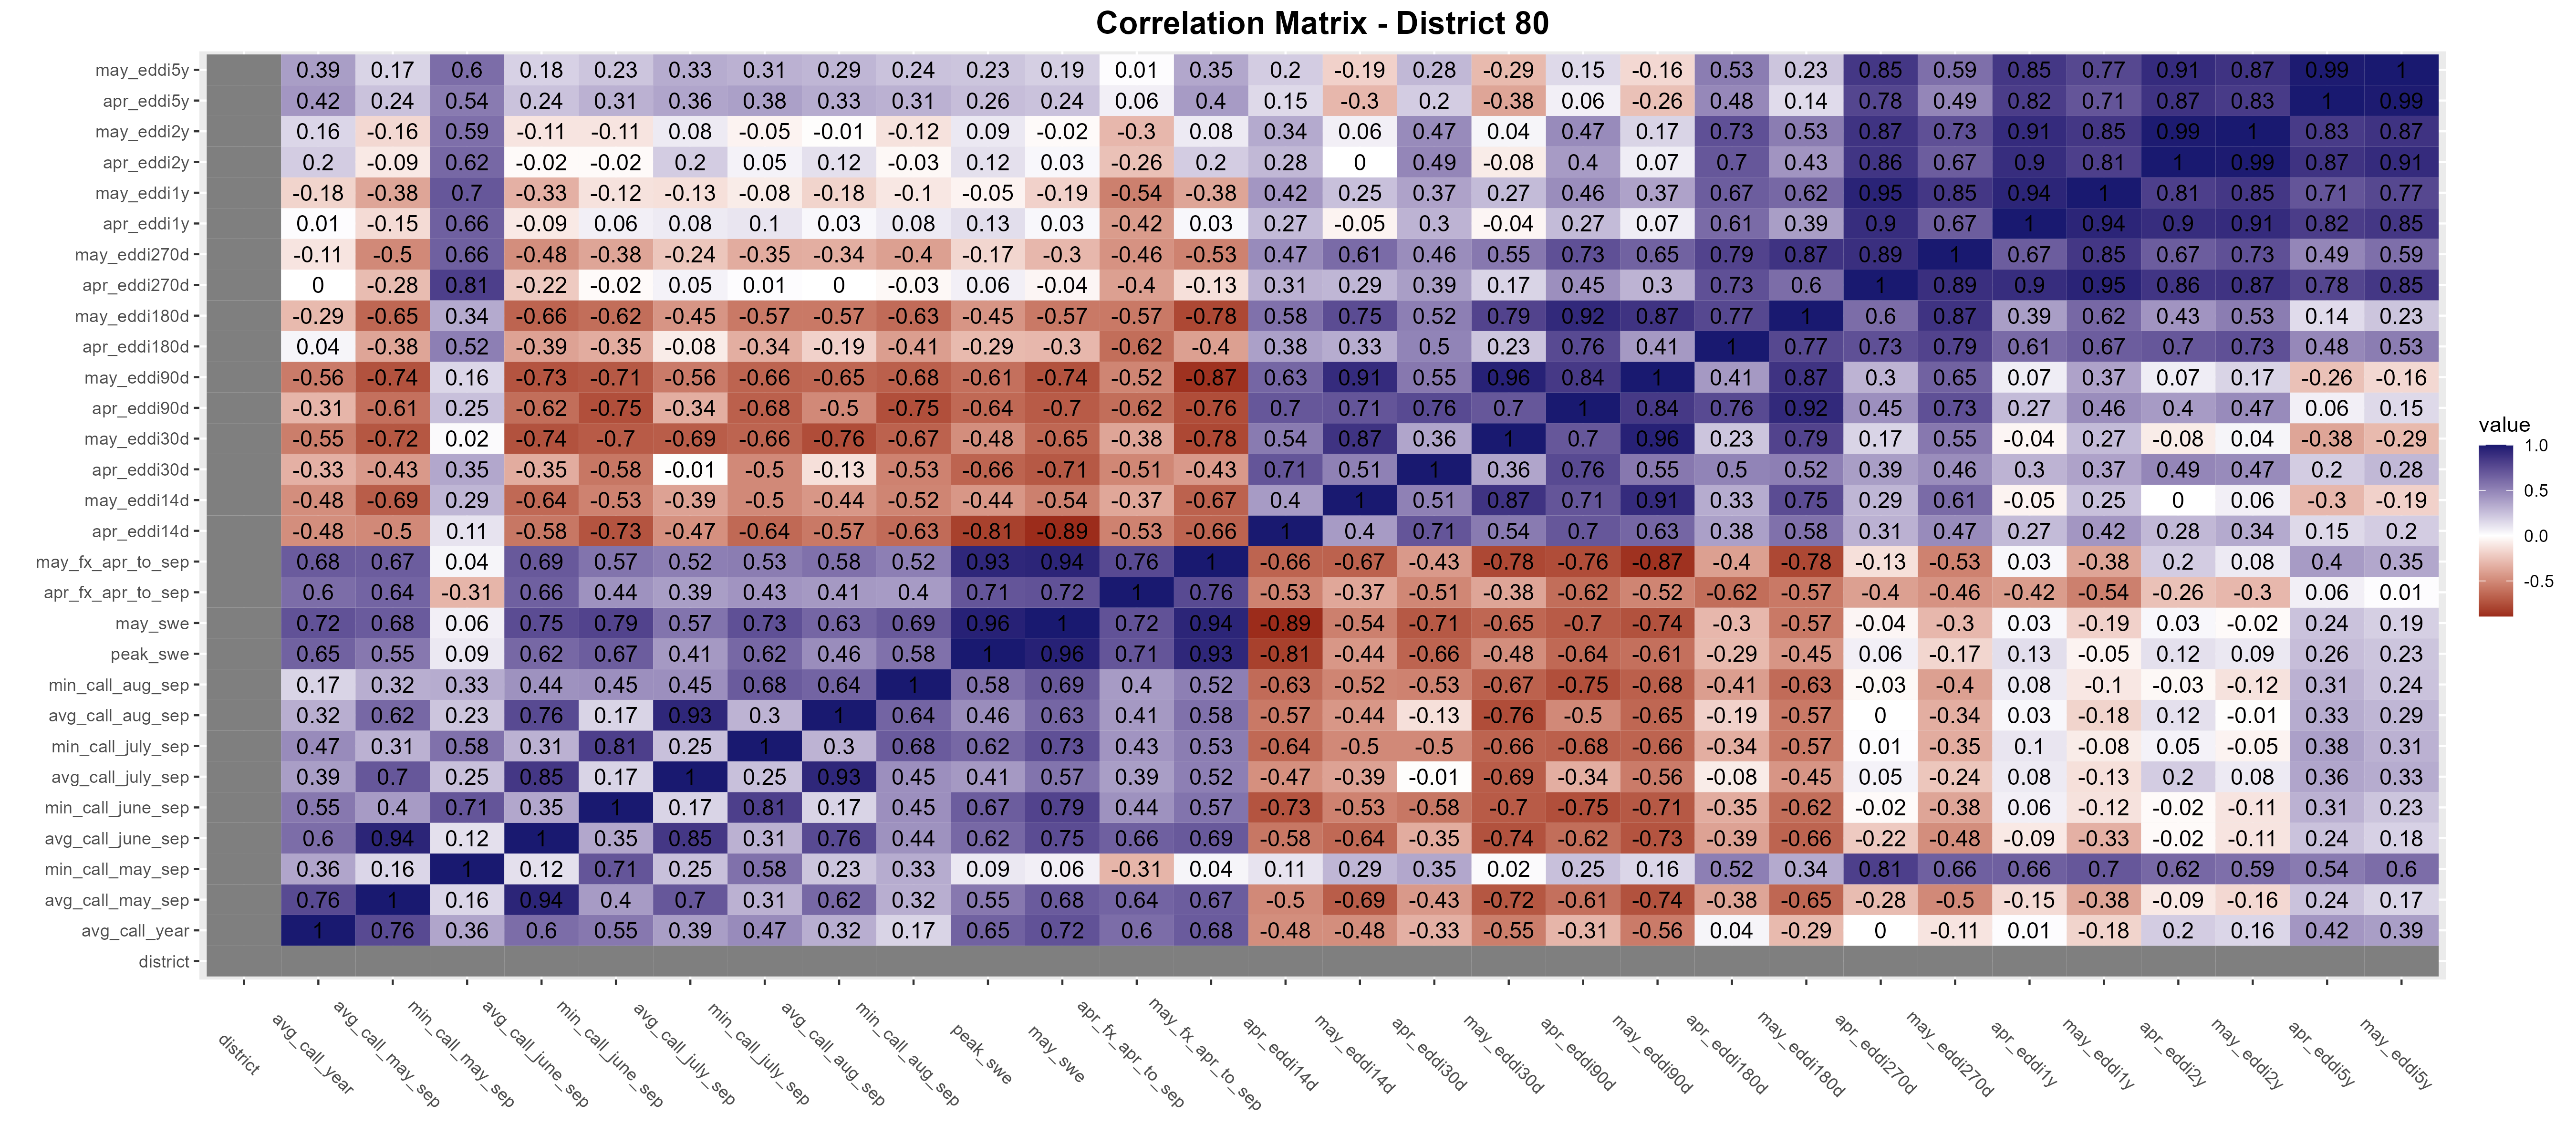 Correlation Matrix - District 80
may_eddi5y 0.39 0.17 0.6 0.18 0.23 0.33 0.31 0.29 0.24 0.23 0.19 0.01 0.35 0.2 -0.19 0.28 -0.29 0.15 -0.16 0.53 0.23 0.85 0.59 0.85 0.77 0.91 0.87 0.99 1
apr_eddi5y 0.42 0.24 0.54 0.24 0.31 0.36 0.38 0.33 0.31 0.26 0.24 0.06 0.4 0.15 -0.3 0.2 -0.38 0.06 -0.26 0.48 0.14 0.78 0.49 0.82 0.71 0.87 0.83 1 0.99
may_eddi2y 0.16 -0.16 0.59 -0.11 -0.11 0.08 -0.05 -0.01 -0.12 0.09 -0.02 -0.3 0.08 0.34 0.06 0.47 0.04 0.47 0.17 0.73 0.53 0.87 0.73 0.91 0.85 0.99 1 0.83 0.87
apr_eddi2y 0.2 -0.09 0.62 -0.02 -0.02 0.2 0.05 0.12 -0.03 0.12 0.03 -0.26 0.2 0.28 0 0.49 -0.08 0.4 0.07 0.7 0.43 0.86 0.67 0.9 0.81 1 0.99 0.87 0.91
may_eddi1y -0.18 -0.38 0.7 -0.33 -0.12 -0.13 -0.08 -0.18 -0.1 -0.05 -0.19 -0.54 -0.38 0.42 0.25 0.37 0.27 0.46 0.37 0.67 0.62 0.95 0.85 0.94 1 0.81 0.85 0.71 0.77
apr_eddi1y 0.01 -0.15 0.66 -0.09 0.06 0.08 0.1 0.03 0.08 0.13 0.03 -0.42 0.03 0.27 -0.05 0.3 -0.04 0.27 0.07 0.61 0.39 0.9 0.67 1 0.94 0.9 0.91 0.82 0.85
may_eddi270d -0.11 -0.5 0.66 -0.48 -0.38 -0.24 -0.35 -0.34 -0.4 -0.17 -0.3 -0.46 -0.53 0.47 0.61 0.46 0.55 0.73 0.65 0.79 0.87 0.89 1 0.67 0.85 0.67 0.73 0.49 0.59
apr_eddi270d 0 -0.28 0.81 -0.22 -0.02 0.05 0.01 0 -0.03 0.06 -0.04 -0.4 -0.13 0.31 0.29 0.39 0.17 0.45 0.3 0.73 0.6 1 0.89 0.9 0.95 0.86 0.87 0.78 0.85
may_eddi180d -0.29 -0.65 0.34 -0.66 -0.62 -0.45 -0.57 -0.57 -0.63 -0.45 -0.57 -0.57 -0.78 0.58 0.75 0.52 0.79 0.92 0.87 0.77 1 0.6 0.87 0.39 0.62 0.43 0.53 0.14 0.23
apr_eddi180d 0.04 -0.38 0.52 -0.39 -0.35 -0.08 -0.34 -0.19 -0.41 -0.29 -0.3 -0.62 -0.4 0.38 0.33 0.5 0.23 0.76 0.41 1 0.77 0.73 0.79 0.61 0.67 0.7 0.73 0.48 0.53
may_eddi90d -0.56 -0.74 0.16 -0.73 -0.71 -0.56 -0.66 -0.65 -0.68 -0.61 -0.74 -0.52 -0.87 0.63 0.91 0.55 0.96 0.84 1 0.41 0.87 0.3 0.65 0.07 0.37 0.07 0.17 -0.26 -0.16
apr_eddi90d -0.31 -0.61 0.25 -0.62 -0.75 -0.34 -0.68 -0.5 -0.75 -0.64 -0.7 -0.62 -0.76 0.7 0.71 0.76 0.7 1 0.84 0.76 0.92 0.45 0.73 0.27 0.46 0.4 0.47 0.06 0.15
may_eddi30d -0.55 -0.72 0.02 -0.74 -0.7 -0.69 -0.66 -0.76 -0.67 -0.48 -0.65 -0.38 -0.78 0.54 0.87 0.36 1 0.7 0.96 0.23 0.79 0.17 0.55 -0.04 0.27 -0.08 0.04 -0.38 -0.29
apr_eddi30d -0.33 -0.43 0.35 -0.35 -0.58 -0.01 -0.5 -0.13 -0.53 -0.66 -0.71 -0.51 -0.43 0.71 0.51 1 0.36 0.76 0.55 0.5 0.52 0.39 0.46 0.3 0.37 0.49 0.47 0.2 0.28
may_eddi14d -0.48 -0.69 0.29 -0.64 -0.53 -0.39 -0.5 -0.44 -0.52 -0.44 -0.54 -0.37 -0.67 0.4 1 0.51 0.87 0.71 0.91 0.33 0.75 0.29 0.61 -0.05 0.25 0 0.06 -0.3 -0.19
apr_eddi14d -0.48 -0.5 0.11 -0.58 -0.73 -0.47 -0.64 -0.57 -0.63 -0.81 -0.89 -0.53 -0.66 1 0.4 0.71 0.54 0.7 0.63 0.38 0.58 0.31 0.47 0.27 0.42 0.28 0.34 0.15 0.2
may_fx_apr_to_sep 0.68 0.67 0.04 0.69 0.57 0.52 0.53 0.58 0.52 0.93 0.94 0.76 1 -0.66 -0.67 -0.43 -0.78 -0.76 -0.87 -0.4 -0.78 -0.13 -0.53 0.03 -0.38 0.2 0.08 0.4 0.35
apr_fx_apr_to_sep 0.6 0.64 -0.31 0.66 0.44 0.39 0.43 0.41 0.4 0.71 0.72 1 0.76 -0.53 -0.37 -0.51 -0.38 -0.62 -0.52 -0.62 -0.57 -0.4 -0.46 -0.42 -0.54 -0.26 -0.3 0.06 0.01
may_swe 0.72 0.68 0.06 0.75 0.79 0.57 0.73 0.63 0.69 0.96 1 0.72 0.94 -0.89 -0.54 -0.71 -0.65 -0.7 -0.74 -0.3 -0.57 -0.04 -0.3 0.03 -0.19 0.03 -0.02 0.24 0.19
peak_swe 0.65 0.55 0.09 0.62 0.67 0.41 0.62 0.46 0.58 1 0.96 0.71 0.93 -0.81 -0.44 -0.66 -0.48 -0.64 -0.61 -0.29 -0.45 0.06 -0.17 0.13 -0.05 0.12 0.09 0.26 0.23
min_call_aug_sep 0.17 0.32 0.33 0.44 0.45 0.45 0.68 0.64 1 0.58 0.69 0.4 0.52 -0.63 -0.52 -0.53 -0.67 -0.75 -0.68 -0.41 -0.63 -0.03 -0.4 0.08 -0.1 -0.03 -0.12 0.31 0.24
avg_call_aug_sep 0.32 0.62 0.23 0.76 0.17 0.93 0.3 1 0.64 0.46 0.63 0.41 0.58 -0.57 -0.44 -0.13 -0.76 -0.5 -0.65 -0.19 -0.57 0 -0.34 0.03 -0.18 0.12 -0.01 0.33 0.29
min_call_july_sep 0.47 0.31 0.58 0.31 0.81 0.25 1 0.3 0.68 0.62 0.73 0.43 0.53 -0.64 -0.5 -0.5 -0.66 -0.68 -0.66 -0.34 -0.57 0.01 -0.35 0.1 -0.08 0.05 -0.05 0.38 0.31
avg_call_july_sep 0.39 0.7 0.25 0.85 0.17 1 0.25 0.93 0.45 0.41 0.57 0.39 0.52 -0.47 -0.39 -0.01 -0.69 -0.34 -0.56 -0.08 -0.45 0.05 -0.24 0.08 -0.13 0.2 0.08 0.36 0.33
min_call_june_sep 0.55 0.4 0.71 0.35 1 0.17 0.81 0.17 0.45 0.67 0.79 0.44 0.57 -0.73 -0.53 -0.58 -0.7 -0.75 -0.71 -0.35 -0.62 -0.02 -0.38 0.06 -0.12 -0.02 -0.11 0.31 0.23
avg_call_june_sep 0.6 0.94 0.12 1 0.35 0.85 0.31 0.76 0.44 0.62 0.75 0.66 0.69 -0.58 -0.64 -0.35 -0.74 -0.62 -0.73 -0.39 -0.66 -0.22 -0.48 -0.09 -0.33 -0.02 -0.11 0.24 0.18
min_call_may_sep 0.36 0.16 1 0.12 0.71 0.25 0.58 0.23 0.33 0.09 0.06 -0.31 0.04 0.11 0.29 0.35 0.02 0.25 0.16 0.52 0.34 0.81 0.66 0.66 0.7 0.62 0.59 0.54 0.6
avg_call_may_sep 0.76 1 0.16 0.94 0.4 0.7 0.31 0.62 0.32 0.55 0.68 0.64 0.67 -0.5 -0.69 -0.43 -0.72 -0.61 -0.74 -0.38 -0.65 -0.28 -0.5 -0.15 -0.38 -0.09 -0.16 0.24 0.17
avg_call_year 1 0.76 0.36 0.6 0.55 0.39 0.47 0.32 0.17 0.65 0.72 0.6 0.68 -0.48 -0.48 -0.33 -0.55 -0.31 -0.56 0.04 -0.29 0 -0.11 0.01 -0.18 0.2 0.16 0.42 0.39
district
district
avg_call_year
avg_call_may_sep
min_call_may_sep
avg_call_june_sep
min_call_june_sep
avg_call_july_sep
min_call_july_sep
avg_call_aug_sep
min_call_aug_sep
peak_swe
may_swe
apr_fx_apr_to_sep
may_fx_apr_to_sep
apr_eddi14d
may_eddi14d
apr_eddi30d
may_eddi30d
apr_eddi90d
may_eddi90d
apr_eddi180d
may_eddi180d
apr_eddi270d
may_eddi270d
apr_eddi1y
may_eddi1y
apr_eddi2y
may_eddi2y
apr_eddi5y
may_eddi5y
value
1.0
0.5
0.0
-0.5